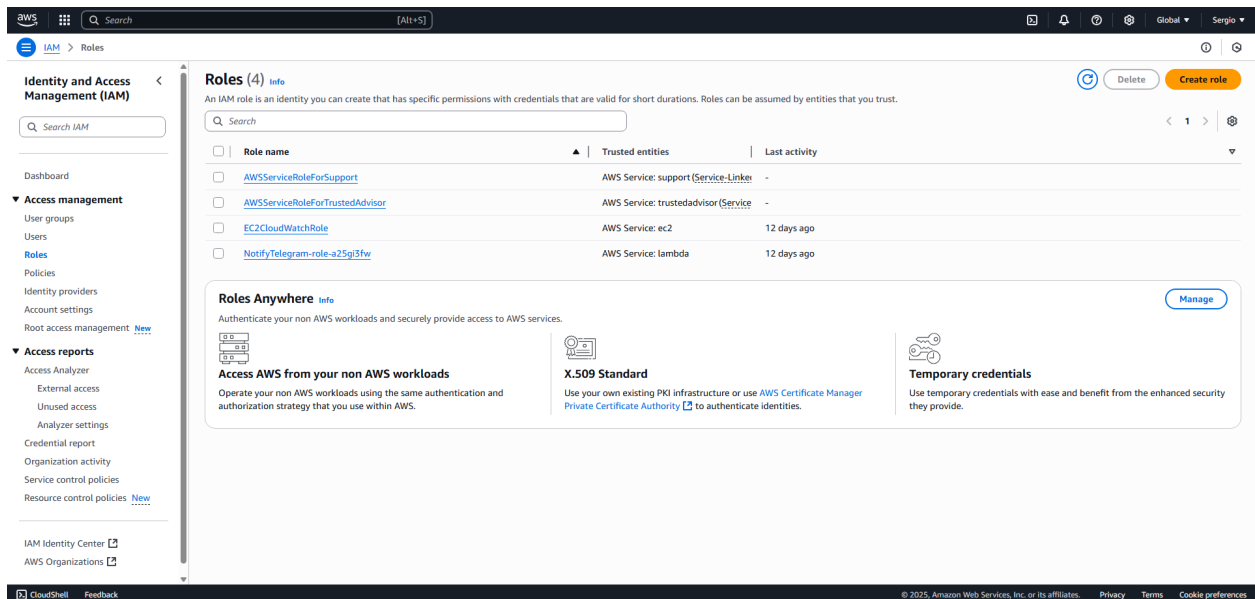 aws
Search [Alt+S] Global Sergio
IAM > Roles
Identity and Access Management (IAM)
Search IAM
Dashboard
Access management
User groups
Users
Roles
Policies
Identity providers
Account settings
Root access management New
Access reports
Access Analyzer
External access
Unused access
Analyzer settings
Credential report
Organization activity
Service control policies
Resource control policies New
IAM Identity Center
AWS Organizations
Roles (4) Info
Delete Create role
An IAM role is an identity you can create that has specific permissions with credentials that are valid for short durations. Roles can be assumed by entities that you trust.
Search
< 1 >
Role name Trusted entities Last activity
AWSServiceRoleForSupport AWS Service: support (Service-Linked -
AWSServiceRoleForTrustedAdvisor AWS Service: trustedadvisor (Service -
EC2CloudWatchRole AWS Service: ec2 12 days ago
NotifyTelegram-role-a25gi3fw AWS Service: lambda 12 days ago
Roles Anywhere Info
Manage
Authenticate your non AWS workloads and securely provide access to AWS services.
Access AWS from your non AWS workloads
Operate your non AWS workloads using the same authentication and
authorization strategy that you use within AWS.
X.509 Standard
Use your own existing PKI infrastructure or use AWS Certificate Manager
Private Certificate Authority to authenticate identities.
Temporary credentials
Use temporary credentials with ease and benefit from the enhanced security
they provide.
CloudShell Feedback © 2025, Amazon Web Services, Inc. or its affiliates. Privacy Terms Cookie preferences